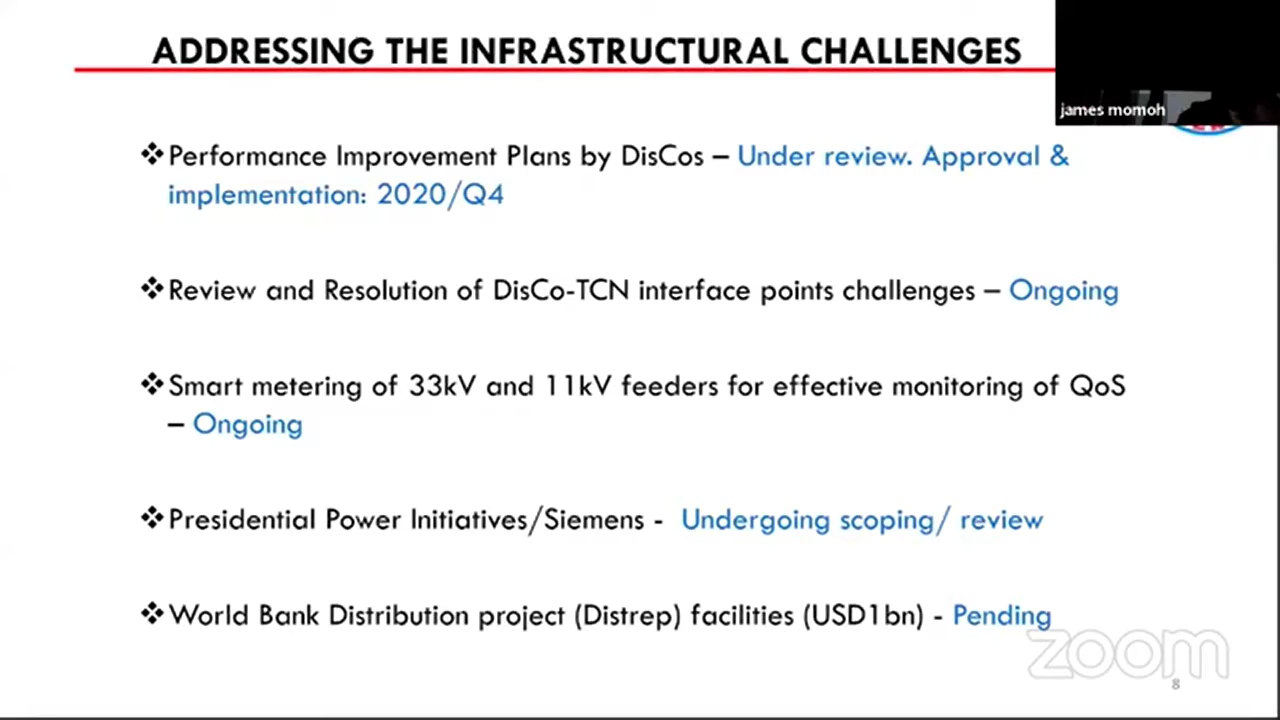 ADDRESSING THE INFRASTRUCTURAL CHALLENGES
james momoh
❖Performance Improvement Plans by DisCos – Under review. Approval &
implementation: 2020/Q4
❖Review and Resolution of DisCo-TCN interface points challenges – Ongoing
❖Smart metering of 33kV and 11kV feeders for effective monitoring of QoS
– Ongoing
❖Presidential Power Initiatives/Siemens - Undergoing scoping/ review
❖World Bank Distribution project (Distrep) facilities (USD1bn) - Pending
zoom
8